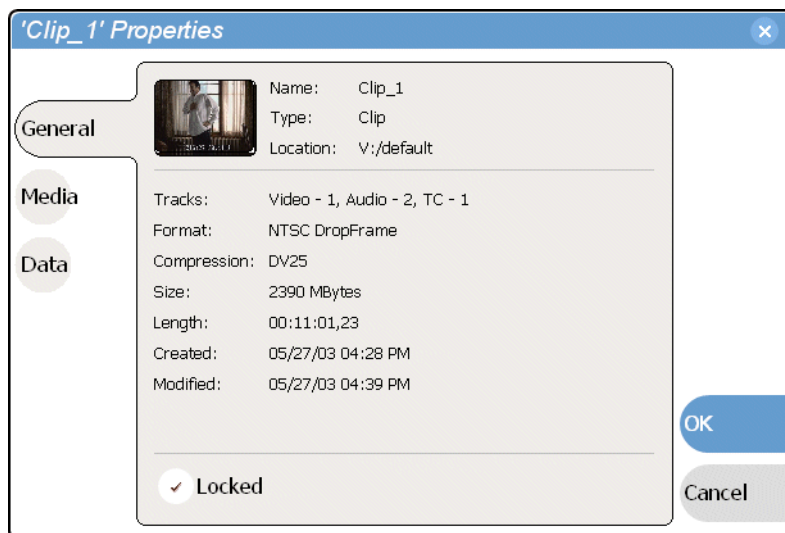 'Clip_1' Properties
General
Media
Data
Name: Clip_1
Type: Clip
Location: V:/default
Tracks: Video - 1, Audio - 2, TC - 1
Format: NTSC DropFrame
Compression: DV25
Size: 2390 MBytes
Length: 00:11:01,23
Created: 05/27/03 04:28 PM
Modified: 05/27/03 04:39 PM
Locked
OK
Cancel